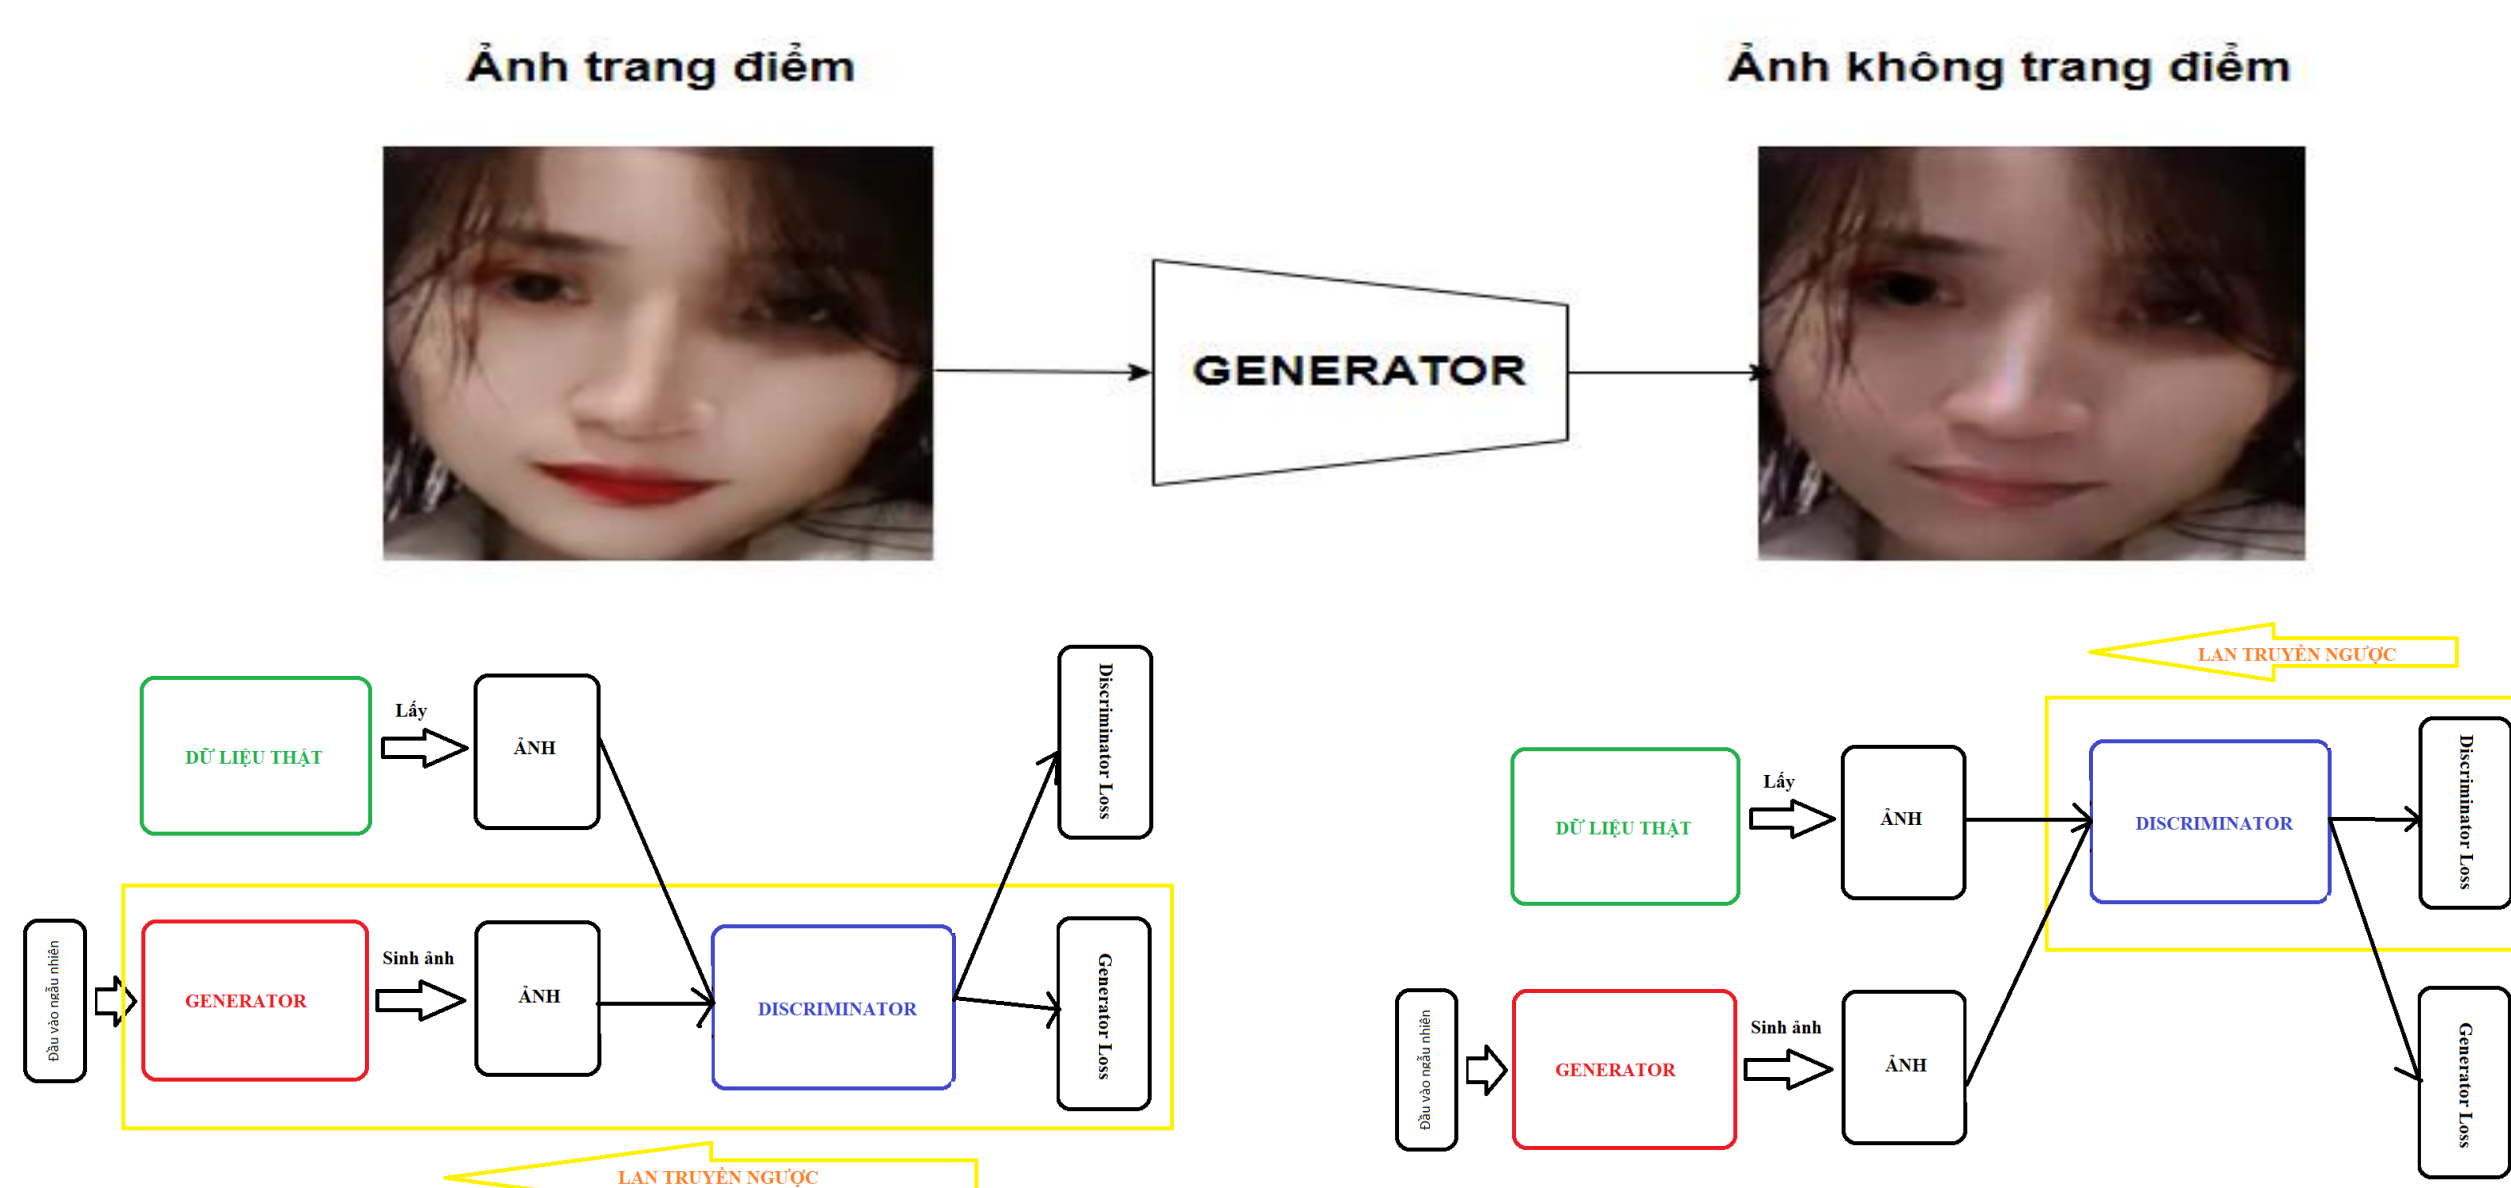 Ảnh trang điểm
Ảnh không trang điểm
GENERATOR
DỮ LIỆU THẬT
Lấy
ẢNH
Discriminator Loss
Đầu vào ngẫu nhiên
GENERATOR
Sinh ảnh
ẢNH
DISCRIMINATOR
Generator Loss
LAN TRUYỀN NGƯỢC
LAN TRUYỀN NGƯỢC
DỮ LIỆU THẬT
Lấy
ẢNH
DISCRIMINATOR
Discriminator Loss
Đầu vào ngẫu nhiên
GENERATOR
Sinh ảnh
ẢNH
Generator Loss